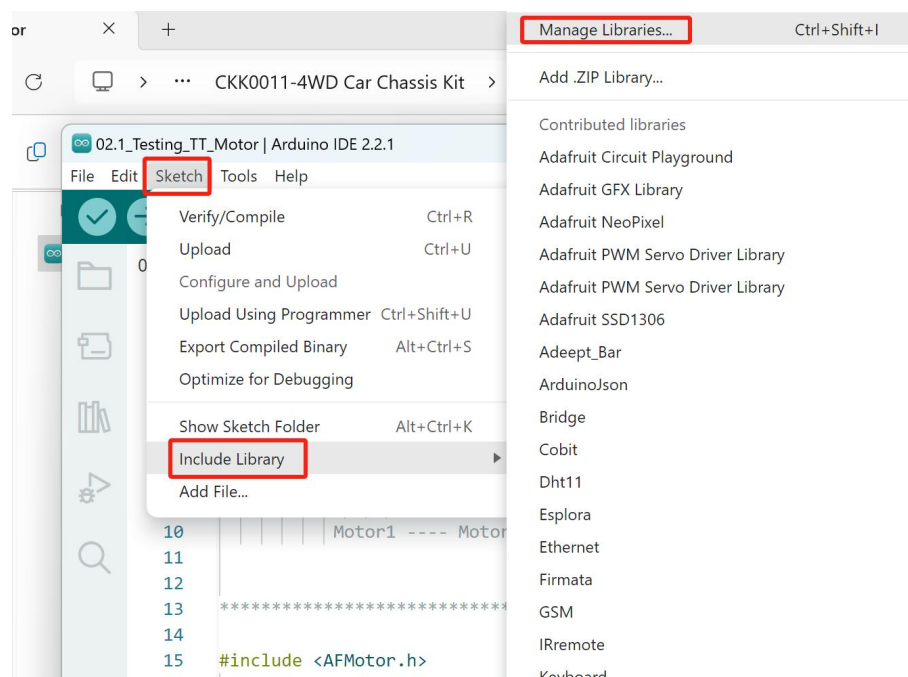 or
CKK0011-4WD Car Chassis Kit
02.1_Testing_TT_Motor | Arduino IDE 2.2.1
File Edit Sketch Tools Help
Verify/Compile Ctrl+R
Upload Ctrl+U
Configure and Upload
Upload Using Programmer Ctrl+Shift+U
Export Compiled Binary Alt+Ctrl+S
Optimize for Debugging
Show Sketch Folder Alt+Ctrl+K
Include Library
Add File...
0
10 Motor1 ---- Motor
11
12
13 ****************************
14
15 #include <AFMotor.h>
Manage Libraries... Ctrl+Shift+I
Add .ZIP Library...
Contributed libraries
Adafruit Circuit Playground
Adafruit GFX Library
Adafruit NeoPixel
Adafruit PWM Servo Driver Library
Adafruit PWM Servo Driver Library
Adafruit SSD1306
Adeept_Bar
ArduinoJson
Bridge
Cobit
Dht11
Esplora
Ethernet
Firmata
GSM
IRremote
Keyboard